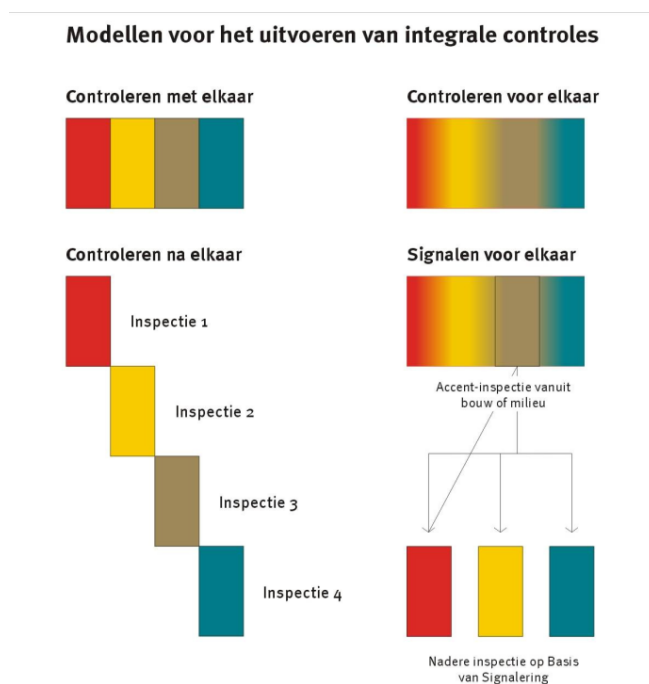 Modellen voor het uitvoeren van integrale controles
Controleren met elkaar
Controleren voor elkaar
Controleren na elkaar
Inspectie 1
Inspectie 2
Inspectie 3
Inspectie 4
Signalen voor elkaar
Accent-inspectie vanuit
bouw of milieu
Nadere inspectie op Basis
van Signalering